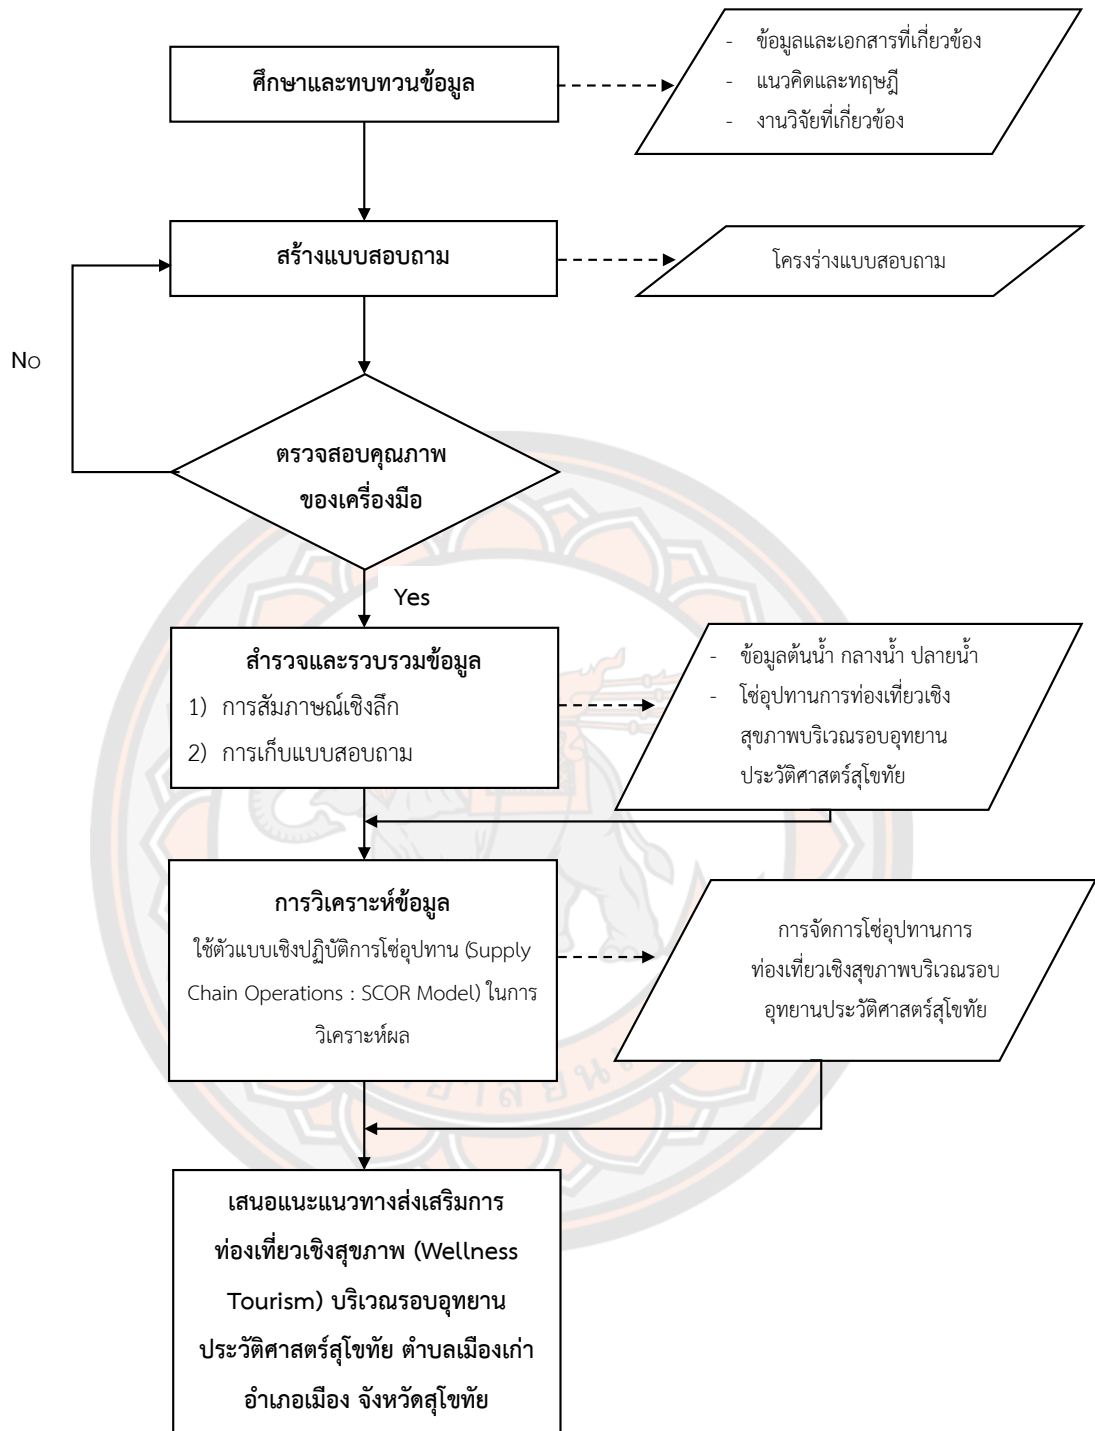 ศึกษาและทบทวนข้อมูล
- ข้อมูลและเอกสารที่เกี่ยวข้อง
- แนวคิดและทฤษฎี
- งานวิจัยที่เกี่ยวข้อง
สร้างแบบสอบถาม
โครงร่างแบบสอบถาม
No
ตรวจสอบคุณภาพ
ของเครื่องมือ
Yes
สำรวจและรวบรวมข้อมูล
1) การสัมภาษณ์เชิงลึก
2) การเก็บแบบสอบถาม
- ข้อมูลต้นน้ำ กลางน้ำ ปลายน้ำ
- โซ่อุปทานการท่องเที่ยวเชิง
สุขภาพบริเวณรอบอุทยาน
ประวัติศาสตร์สุโขทัย
การวิเคราะห์ข้อมูล
ใช้ตัวแบบเชิงปฏิบัติการโซ่อุปทาน (Supply
Chain Operations : SCOR Model) ในการ
วิเคราะห์ผล
การจัดการโซ่อุปทานการ
ท่องเที่ยวเชิงสุขภาพบริเวณรอบ
อุทยานประวัติศาสตร์สุโขทัย
เสนอแนะแนวทางส่งเสริมการ
ท่องเที่ยวเชิงสุขภาพ (Wellness
Tourism) บริเวณรอบอุทยาน
ประวัติศาสตร์สุโขทัย ตำบลเมืองเก่า
อำเภอเมือง จังหวัดสุโขทัย